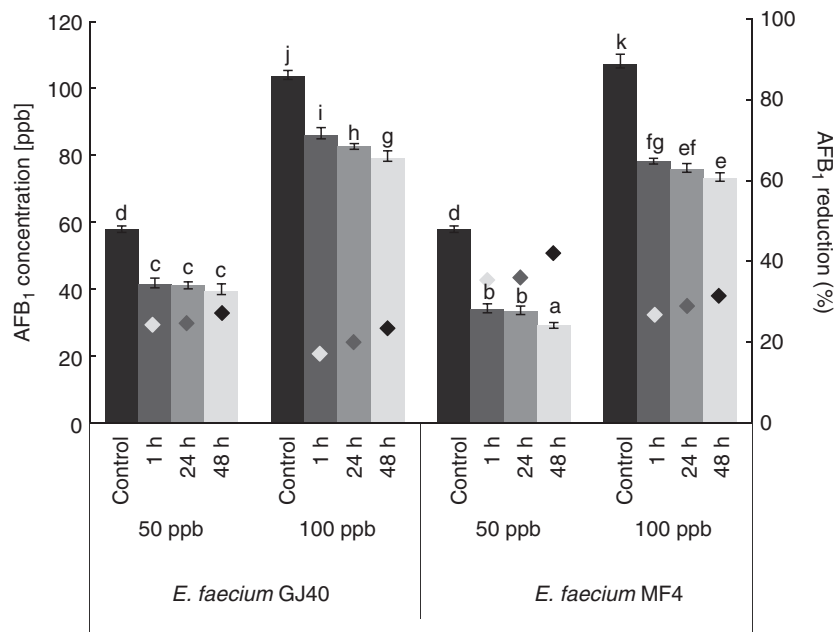 120
100
80
60
40
20
0
AFB₁ concentration [ppb]
100
80
60
40
20
0
AFB₁ reduction (%)
d
c
c
c
j
i
h
g
d
b
b
a
k
fg
ef
e
Control
1 h
24 h
48 h
Control
1 h
24 h
48 h
Control
1 h
24 h
48 h
Control
1 h
24 h
48 h
50 ppb
100 ppb
50 ppb
100 ppb
E. faecium GJ40
E. faecium MF4